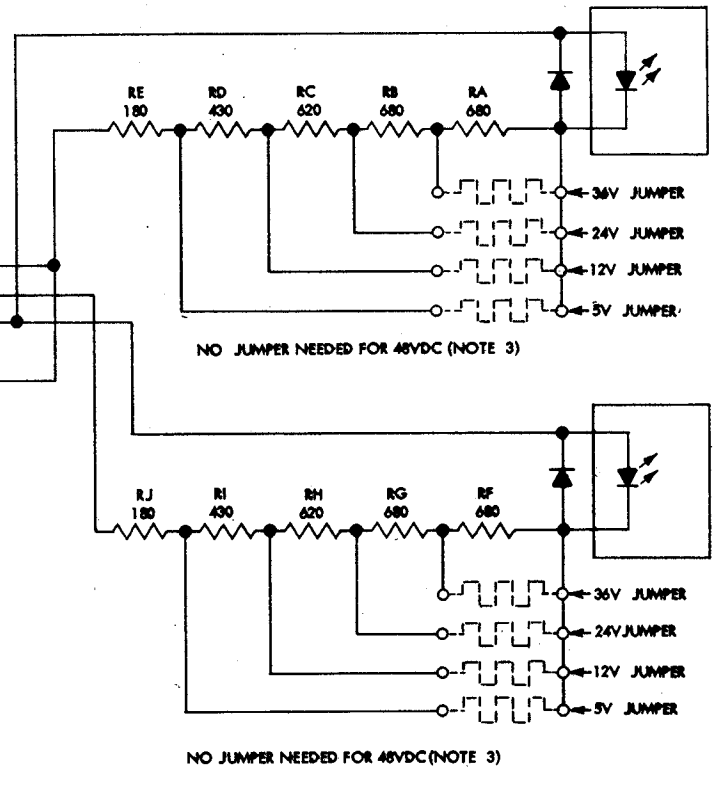 RE RD RC RB RA
180 430 620 680 680
36V JUMPER
24V JUMPER
12V JUMPER
5V JUMPER
NO JUMPER NEEDED FOR 48VDC (NOTE 3)
RJ RI RH RG RF
180 430 620 680 680
36V JUMPER
24V JUMPER
12V JUMPER
5V JUMPER
NO JUMPER NEEDED FOR 48VDC (NOTE 3)